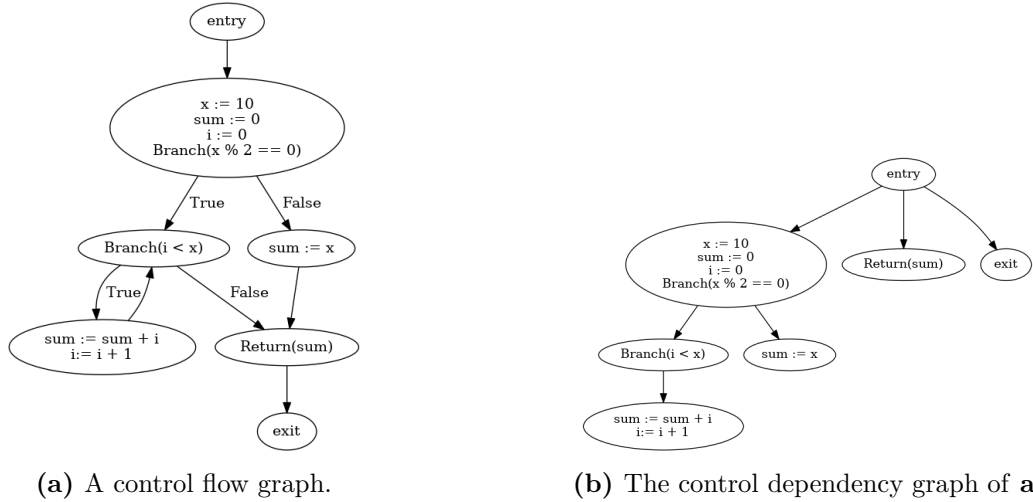 entry
x := 10
sum := 0
i := 0
Branch(x % 2 == 0)
True
False
Branch(i < x)
sum := x
True
False
sum := sum + i
i:= i + 1
Return(sum)
exit
(a) A control flow graph.
entry
x := 10
sum := 0
i := 0
Branch(x % 2 == 0)
Return(sum)
exit
Branch(i < x)
sum := x
sum := sum + i
i:= i + 1
(b) The control dependency graph of a